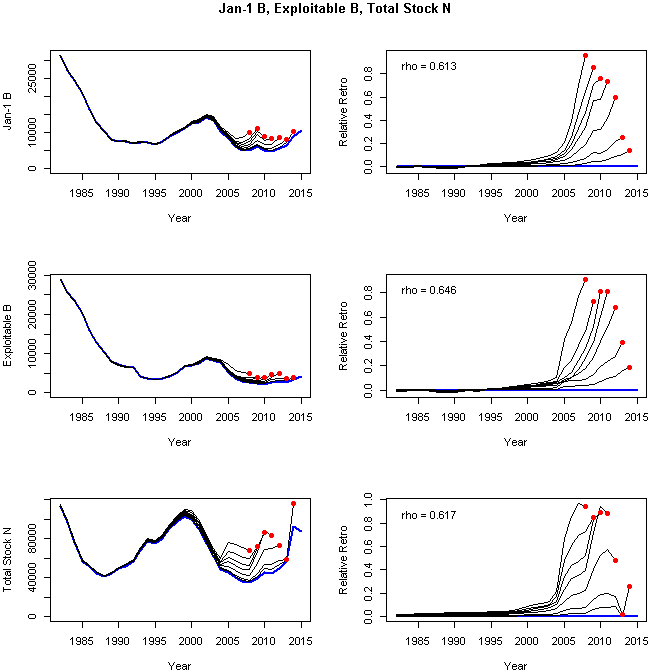 Jan-1 B, Exploitable B, Total Stock N
Jan-1 B
0 10000 25000
1985 1990 1995 2000 2005 2010 2015
Year
Relative Retro
0.0 0.2 0.4 0.6 0.8
rho = 0.613
1985 1990 1995 2000 2005 2010 2015
Year
Exploitable B
0 10000 20000 30000
1985 1990 1995 2000 2005 2010 2015
Year
Relative Retro
0.0 0.2 0.4 0.6 0.8
rho = 0.646
1985 1990 1995 2000 2005 2010 2015
Year
Total Stock N
0 40000 80000
1985 1990 1995 2000 2005 2010 2015
Year
Relative Retro
0.0 0.2 0.4 0.6 0.8 1.0
rho = 0.617
1985 1990 1995 2000 2005 2010 2015
Year